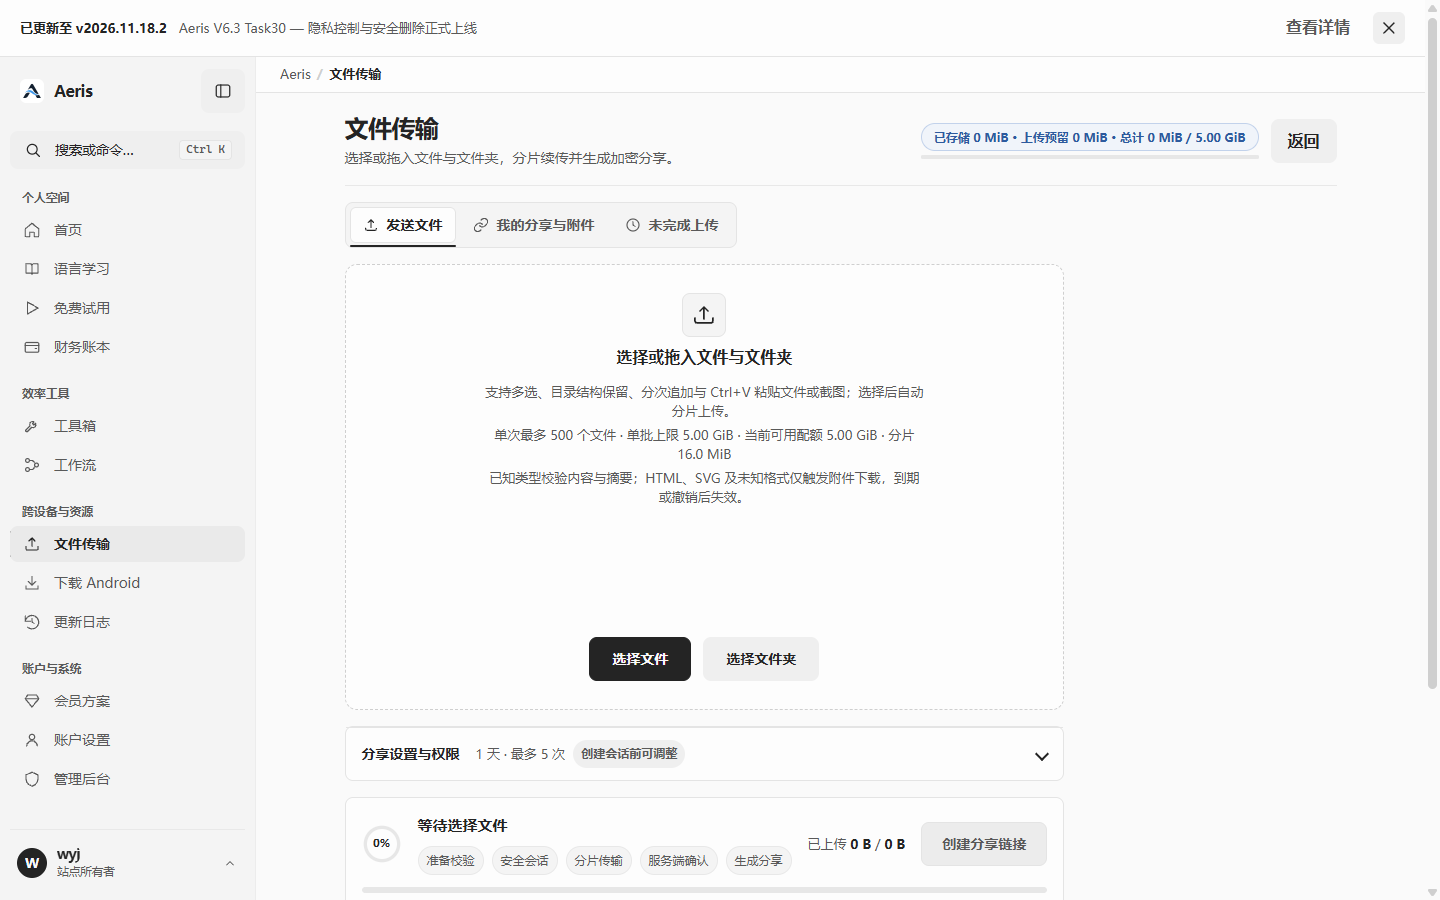 已更新至 v2026.11.18.2 Aeris V6.3 Task30 — 隐私控制与安全删除正式上线
查看详情
Aeris
搜索或命令... Ctrl K
个人空间
首页
语言学习
免费试用
财务账本
效率工具
工具箱
工作流
跨设备与资源
文件传输
下载 Android
更新日志
账户与系统
会员方案
账户设置
管理后台
W
wyj
站点所有者
Aeris / 文件传输
文件传输
选择或拖入文件与文件夹，分片续传并生成加密分享。
已存储 0 MiB • 上传预留 0 MiB • 总计 0 MiB / 5.00 GiB
返回
发送文件 我的分享与附件 未完成上传
选择或拖入文件与文件夹
支持多选、目录结构保留、分次追加与 Ctrl+V 粘贴文件或截图；选择后自动
分片上传。
单次最多 500 个文件 · 单批上限 5.00 GiB · 当前可用配额 5.00 GiB · 分片
16.0 MiB
已知类型校验内容与摘要；HTML、SVG 及未知格式仅触发附件下载，到期
或撤销后失效。
选择文件 选择文件夹
分享设置与权限 1 天 · 最多 5 次 创建会话前可调整
0%
等待选择文件
准备校验 安全会话 分片传输 服务端确认 生成分享
已上传 0 B / 0 B
创建分享链接